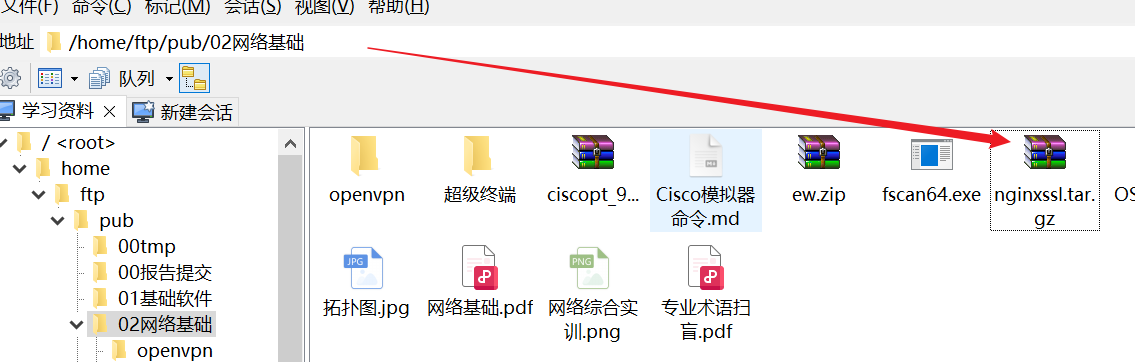 文件(F) 命令(C) 标记(M) 会话(S) 视图(V) 帮助(H)
地址 /home/ftp/pub/02网络基础
队列
学习资料 新建会话
/ <root>
home
ftp
pub
00tmp
00报告提交
01基础软件
02网络基础
openvpn
openvpn
超级终端
ciscopt_9...
Cisco模拟器
命令.md
ew.zip
fscan64.exe
nginxssl.tar.
gz
OS
JPG
拓扑图.jpg
网络基础.pdf
PNG
网络综合实
训.png
专业术语扫
盲.pdf